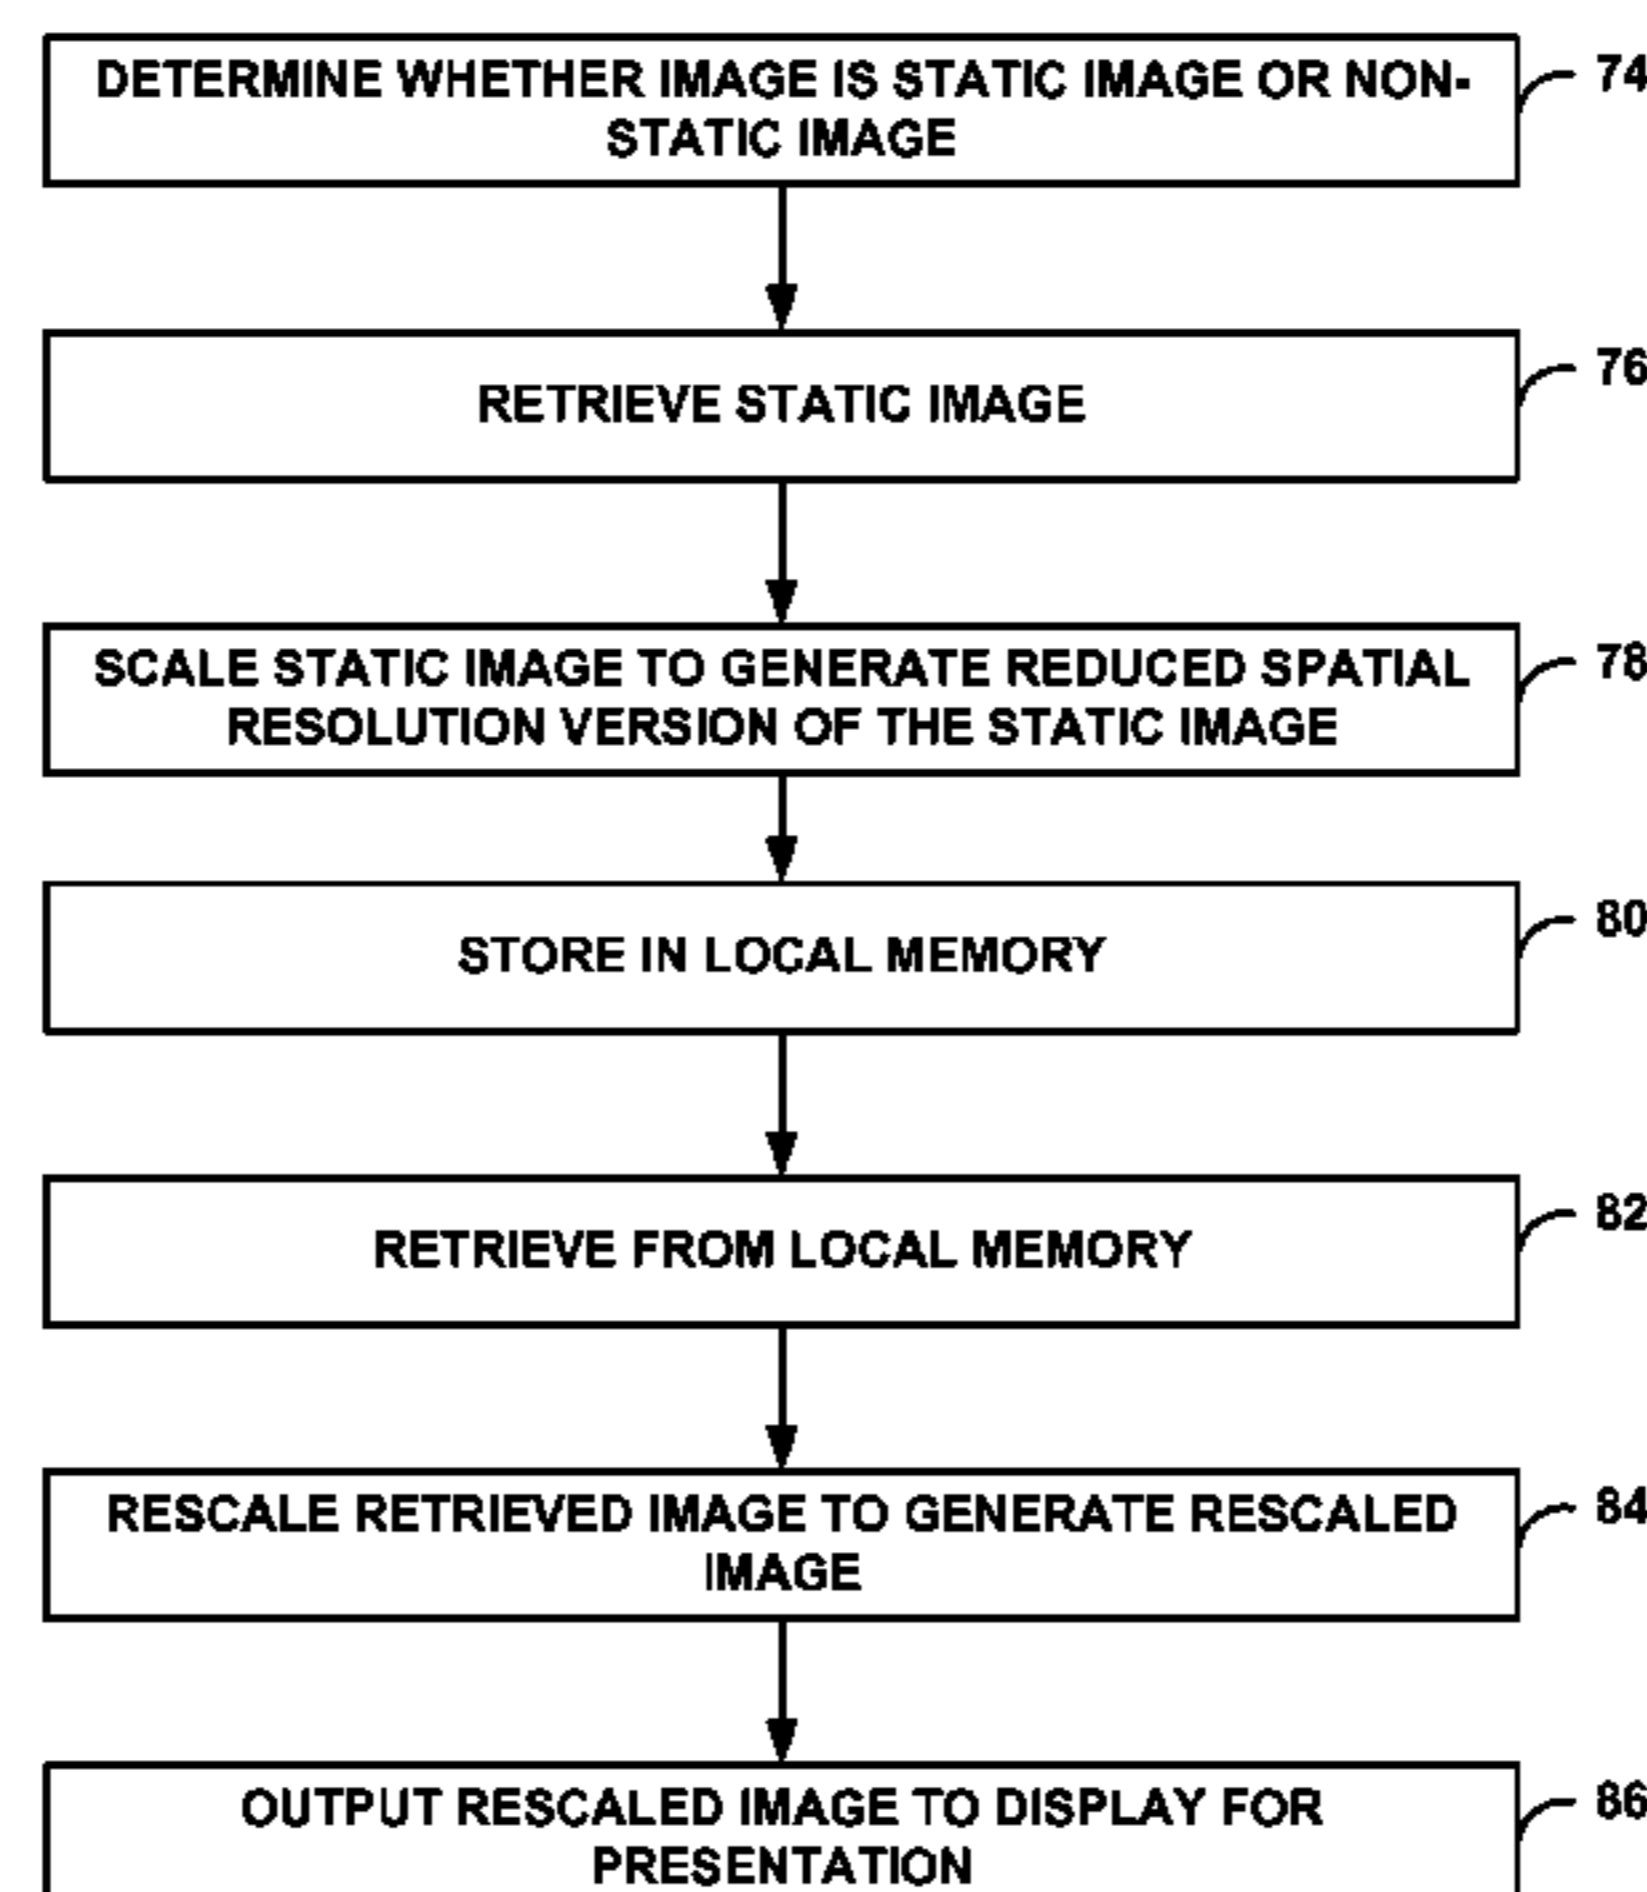 DETERMINE WHETHER IMAGE IS STATIC IMAGE OR NON-
STATIC IMAGE
74
RETRIEVE STATIC IMAGE
76
SCALE STATIC IMAGE TO GENERATE REDUCED SPATIAL
RESOLUTION VERSION OF THE STATIC IMAGE
78
STORE IN LOCAL MEMORY
80
RETRIEVE FROM LOCAL MEMORY
82
RESCALE RETRIEVED IMAGE TO GENERATE RESCALED
IMAGE
84
OUTPUT RESCALED IMAGE TO DISPLAY FOR
PRESENTATION
86